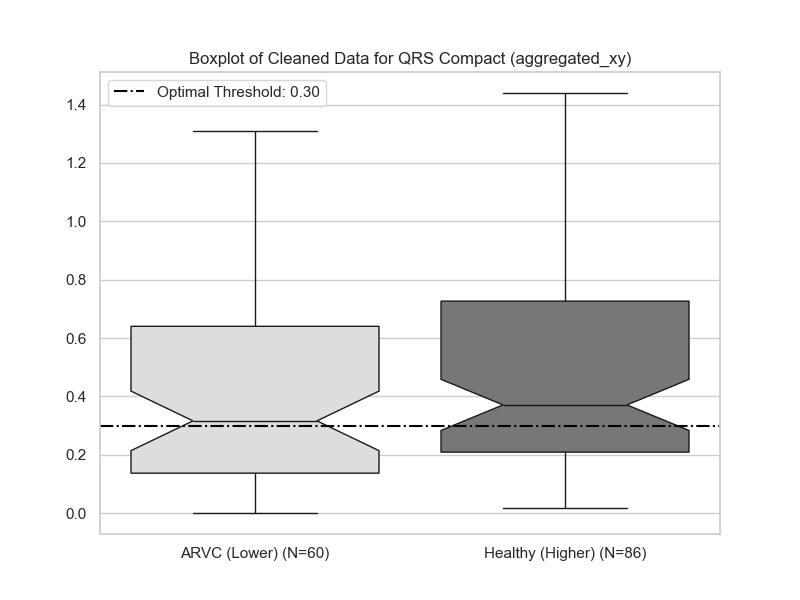 Boxplot of Cleaned Data for QRS Compact (aggregated_xy)
Optimal Threshold: 0.30
1.4
1.2
1.0
0.8
0.6
0.4
0.2
0.0
ARVC (Lower) (N=60)
Healthy (Higher) (N=86)